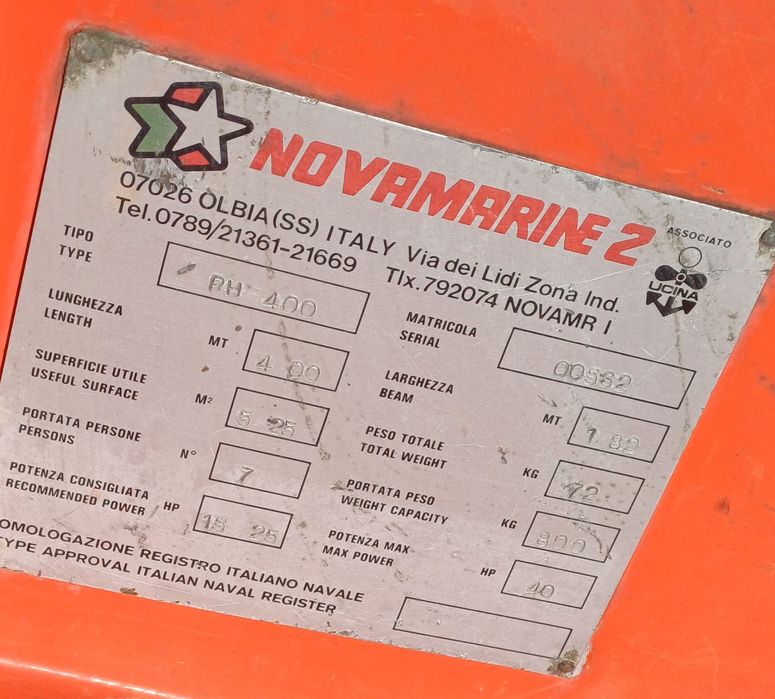 NOVAMARINE 2
07026 OLBIA(SS) ITALY Via dei Lidi Zona Ind.
Tel.0789/21361-21669 Tlx.792074 NOVAMR I
ASSOCIATO
UCINA
TIPO
TYPE
RH 400
MATRICOLA
SERIAL
LUNGHEZZA
LENGTH
MT
4 00
LARGHEZZA
BEAM
MT
1 82
SUPERFICIE UTILE
USEFUL SURFACE
M²
5 25
PESO TOTALE
TOTAL WEIGHT
KG
72
PORTATA PERSONE
PERSONS
N°
7
PORTATA PESO
WEIGHT CAPACITY
KG
800
POTENZA CONSIGLIATA
RECOMMENDED POWER
HP
18 25
POTENZA MAX
MAX POWER
HP
40
OMOLOGAZIONE REGISTRO ITALIANO NAVALE
TYPE APPROVAL ITALIAN NAVAL REGISTER